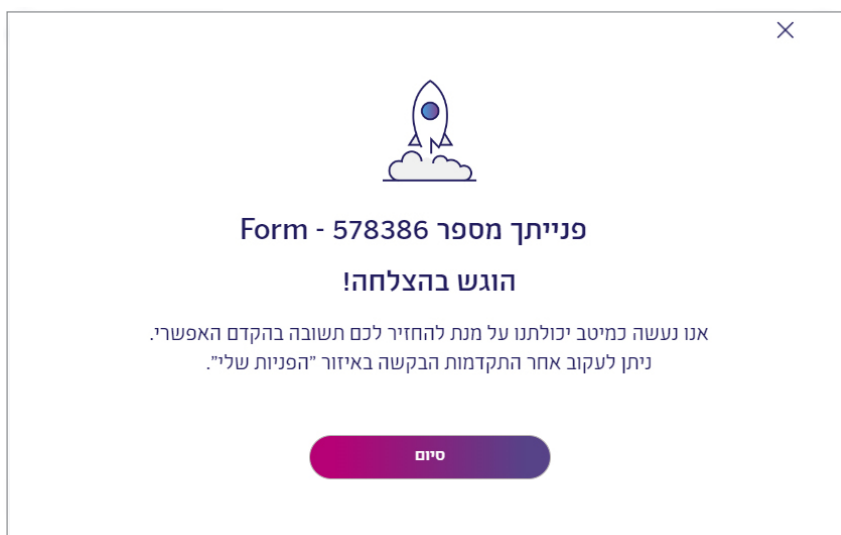 פנייתך מספר Form - 578386
הוגש בהצלחה!
אנו נעשה כמיטב יכולתנו על מנת להחזיר לכם תשובה בהקדם האפשרי.
ניתן לעקוב אחר התקדמות הבקשה באיזור "הפניות שלי".
סיום